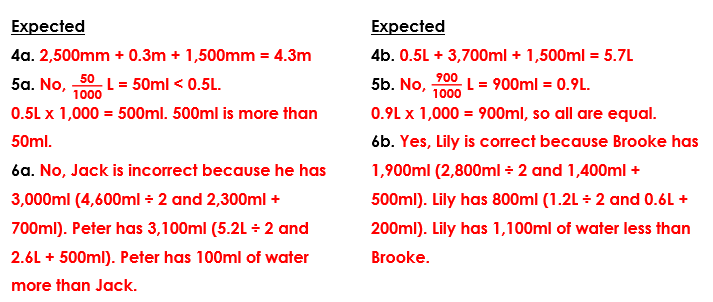 Expected
4a. 2,500mm + 0.3m + 1,500mm = 4.3m
5a. No, 50/1000 L = 50ml < 0.5L.
0.5L x 1,000 = 500ml. 500ml is more than
50ml.
6a. No, Jack is incorrect because he has
3,000ml (4,600ml ÷ 2 and 2,300ml +
700ml). Peter has 3,100ml (5.2L ÷ 2 and
2.6L + 500ml). Peter has 100ml of water
more than Jack.
Expected
4b. 0.5L + 3,700ml + 1,500ml = 5.7L
5b. No, 900/1000 L = 900ml = 0.9L.
0.9L x 1,000 = 900ml, so all are equal.
6b. Yes, Lily is correct because Brooke has
1,900ml (2,800ml ÷ 2 and 1,400ml +
500ml). Lily has 800ml (1.2L ÷ 2 and 0.6L +
200ml). Lily has 1,100ml of water less than
Brooke.